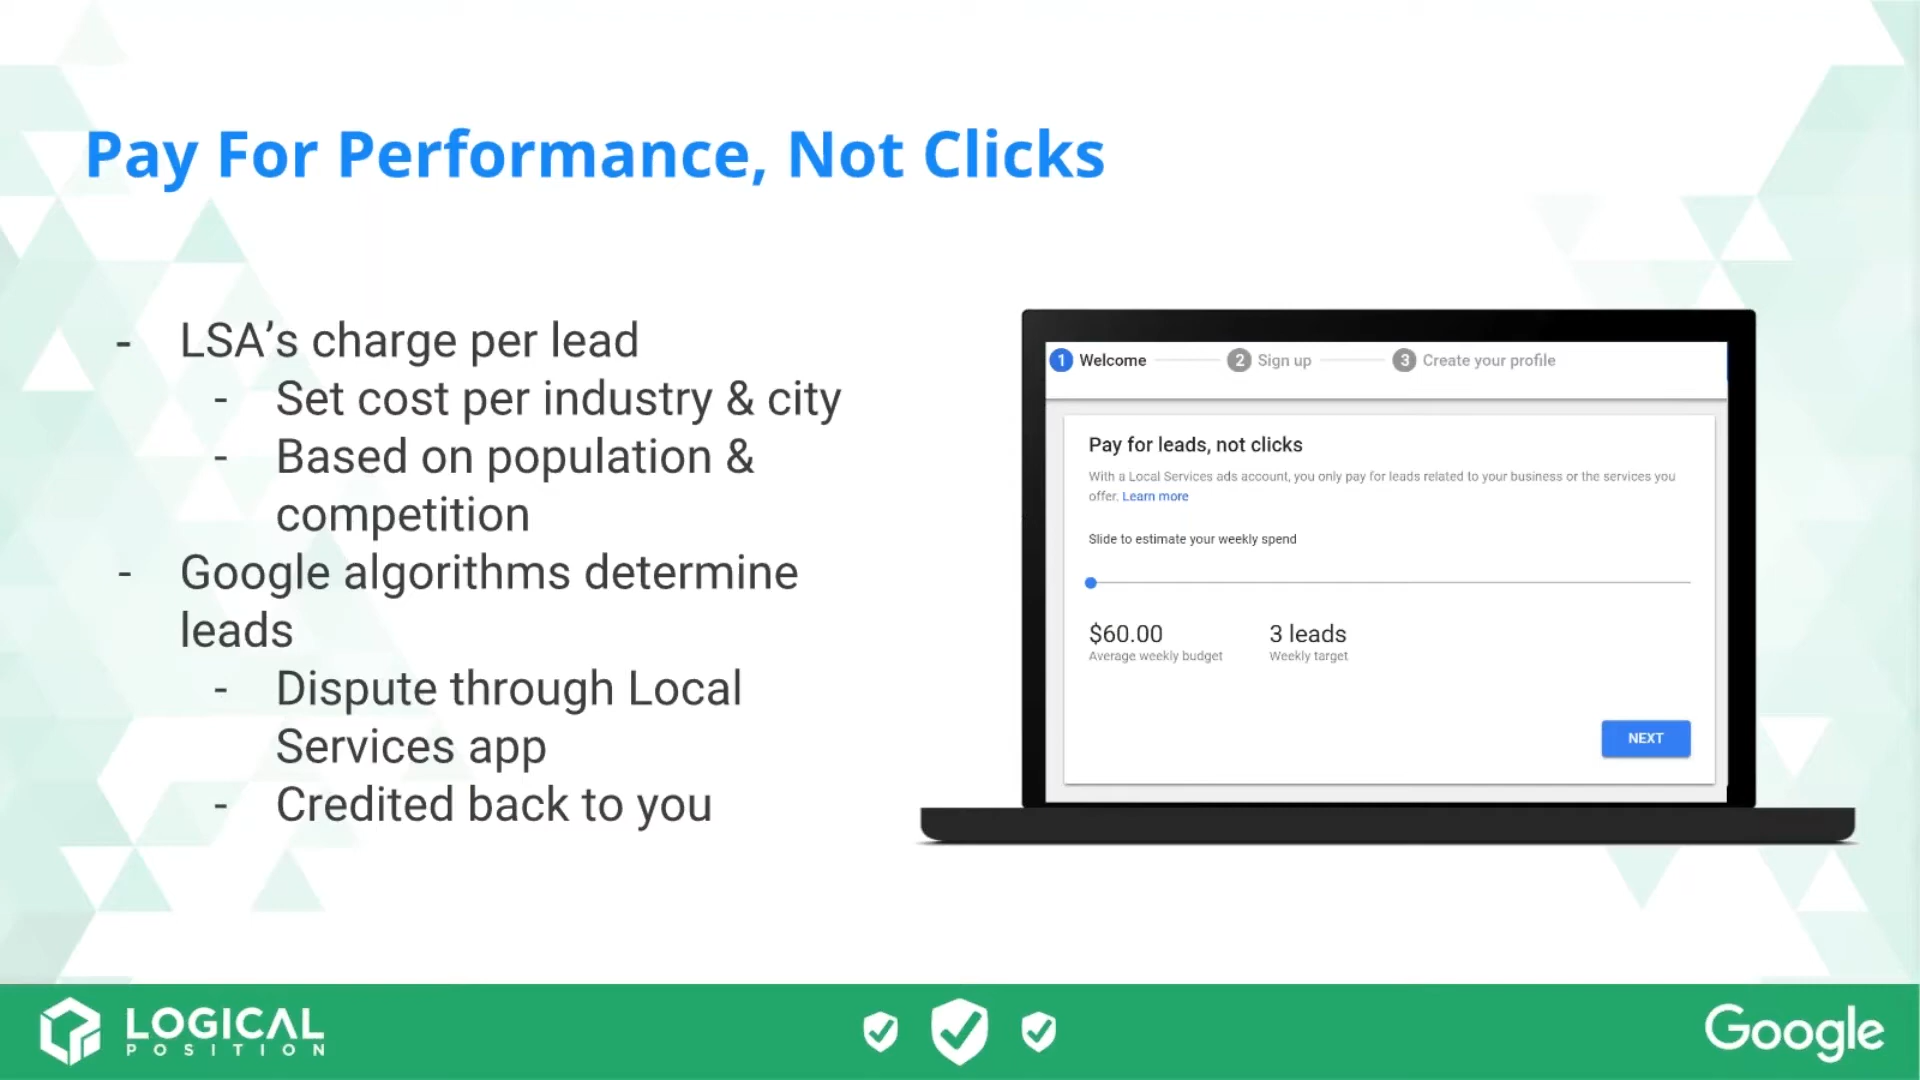 Pay For Performance, Not Clicks
- LSA’s charge per lead
- Set cost per industry & city
- Based on population &
competition
- Google algorithms determine
leads
- Dispute through Local
Services app
- Credited back to you
1 Welcome 2 Sign up 3 Create your profile
Pay for leads, not clicks
With a Local Services ads account, you only pay for leads related to your business or the services you
offer. Learn more
Slide to estimate your weekly spend
$60.00 3 leads
Average weekly budget Weekly target
NEXT
LOGICAL
POSITION
Google